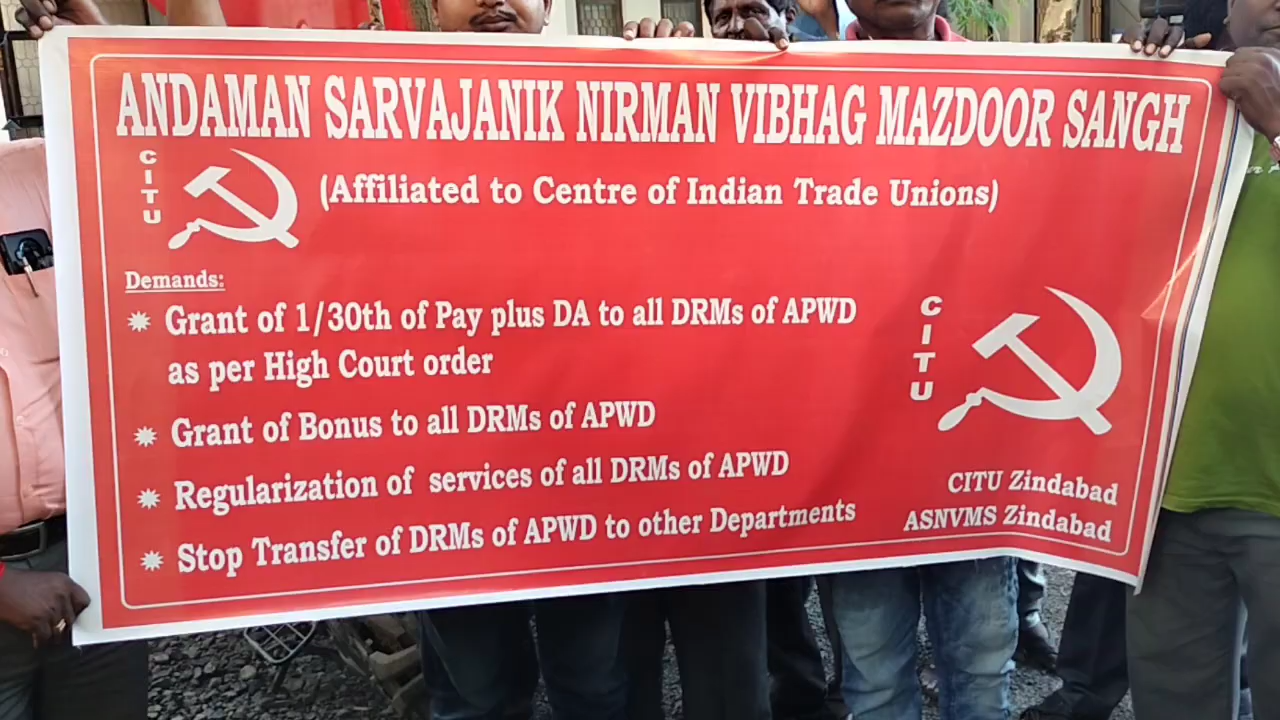 ANDAMAN SARVAJANIK NIRMAN VIBHAG MAZDOOR SANGH
CITU
(Affiliated to Centre of Indian Trade Unions)
Demands:
Grant of 1/30th of Pay plus DA to all DRMs of APWD
as per High Court order
Grant of Bonus to all DRMs of APWD
Regularization of services of all DRMs of APWD
Stop Transfer of DRMs of APWD to other Departments
CITU
CITU Zindabad
ASNVMS Zindabad